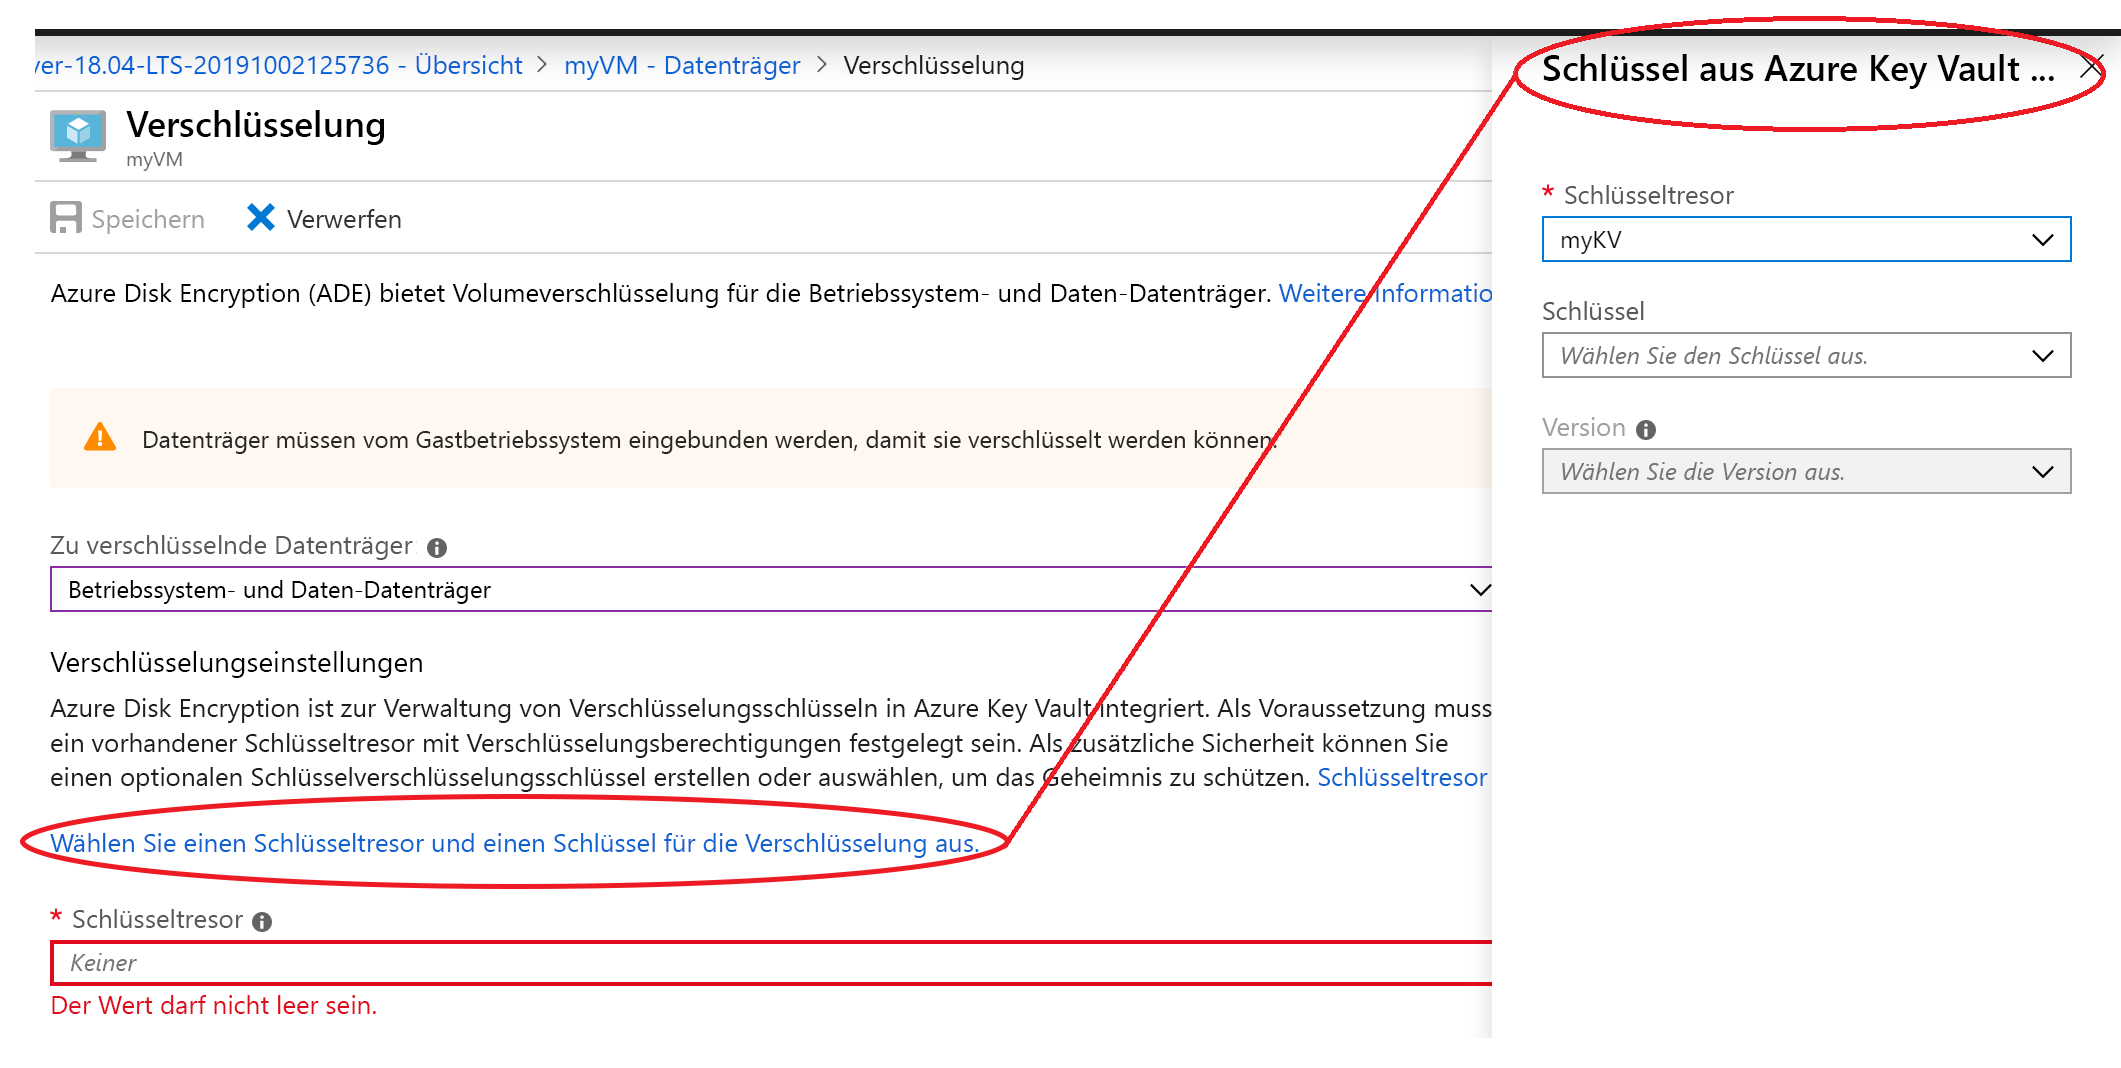 ver-18.04-LTS-20191002125736 - Übersicht > myVM - Datenträger > Verschlüsselung
Verschlüsselung
myVM
Speichern Verwerfen
Azure Disk Encryption (ADE) bietet Volumeverschlüsselung für die Betriebssystem- und Daten-Datenträger. Weitere Informatio
Datenträger müssen vom Gastbetriebssystem eingebunden werden, damit sie verschlüsselt werden können.
Zu verschlüsselnde Datenträger
Betriebssystem- und Daten-Datenträger
Verschlüsselungseinstellungen
Azure Disk Encryption ist zur Verwaltung von Verschlüsselungsschlüsseln in Azure Key Vault integriert. Als Voraussetzung muss
ein vorhandener Schlüsseltresor mit Verschlüsselungsberechtigungen festgelegt sein. Als zusätzliche Sicherheit können Sie
einen optionalen Schlüsselverschlüsselungsschlüssel erstellen oder auswählen, um das Geheimnis zu schützen. Schlüsseltresor
Wählen Sie einen Schlüsseltresor und einen Schlüssel für die Verschlüsselung aus.
* Schlüsseltresor
Keiner
Der Wert darf nicht leer sein.
Schlüssel aus Azure Key Vault ...
* Schlüsseltresor
myKV
Schlüssel
Wählen Sie den Schlüssel aus.
Version
Wählen Sie die Version aus.